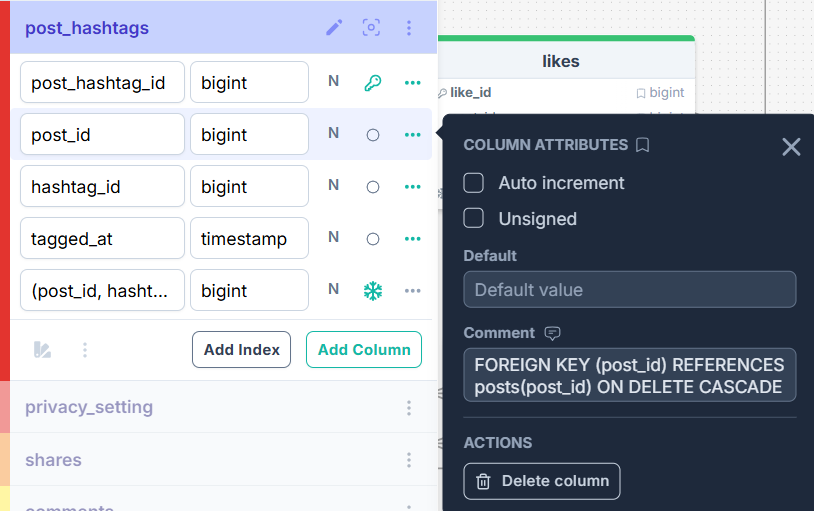 post_hashtags
post_hashtag_id bigint N
post_id bigint N
hashtag_id bigint N
tagged_at timestamp N
(post_id, hasht... bigint N
Add Index Add Column
privacy_setting
shares
comments
likes
like_id bigint
COLUMN ATTRIBUTES
Auto increment
Unsigned
Default
Default value
Comment
FOREIGN KEY (post_id) REFERENCES
posts(post_id) ON DELETE CASCADE
ACTIONS
Delete column